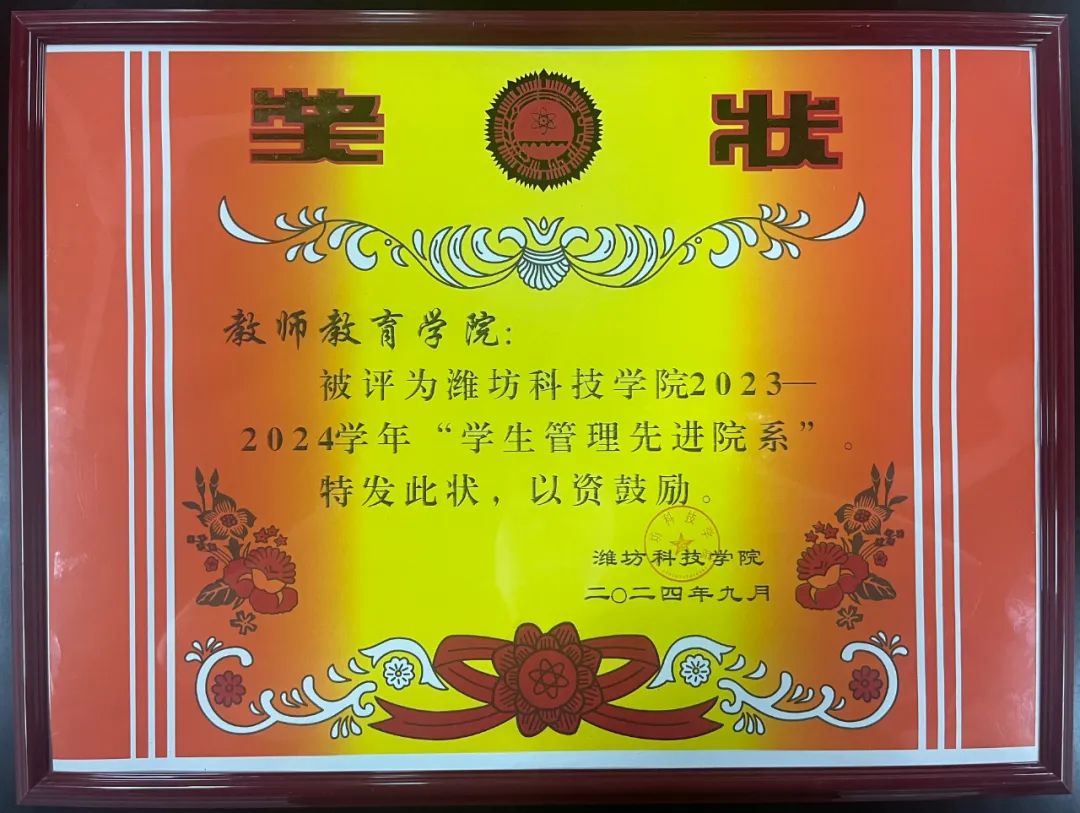 奖状
教师教育学院：
被评为潍坊科技学院2023—
2024学年“学生管理先进院系”。
特发此状，以资鼓励。
潍坊科技学院
二〇二四年九月